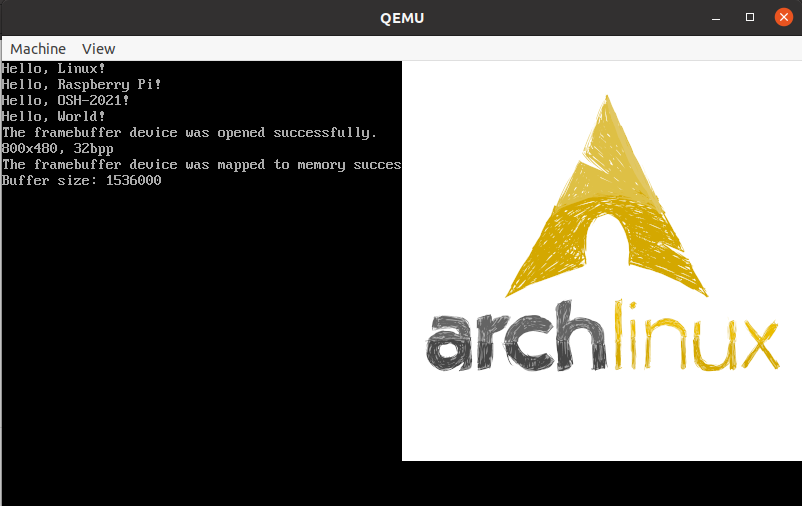 QEMU
Machine View
Hello, Linux!
Hello, Raspberry Pi!
Hello, OSH-2021!
Hello, World!
The framebuffer device was opened successfully.
800x480, 32bpp
The framebuffer device was mapped to memory succes
Buffer size: 1536000
archlinux